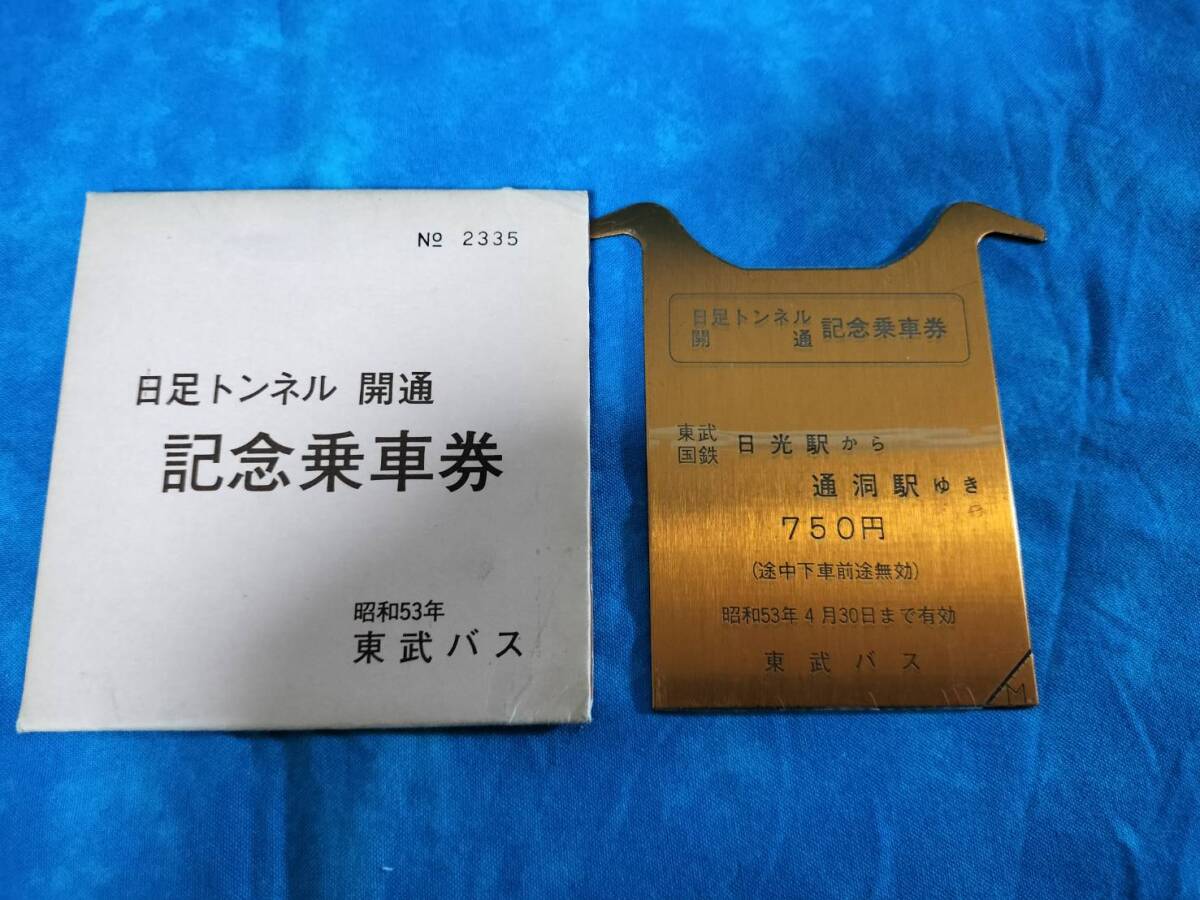 № 2335
日足トンネル 開通
記念乗車券
昭和53年
東武バス
日足トンネル
開通
記念乗車券
東武
国鉄
日光駅から
通洞駅ゆき
750円
(途中下車前途無効)
昭和53年4月30日まで有効
東武バス
M